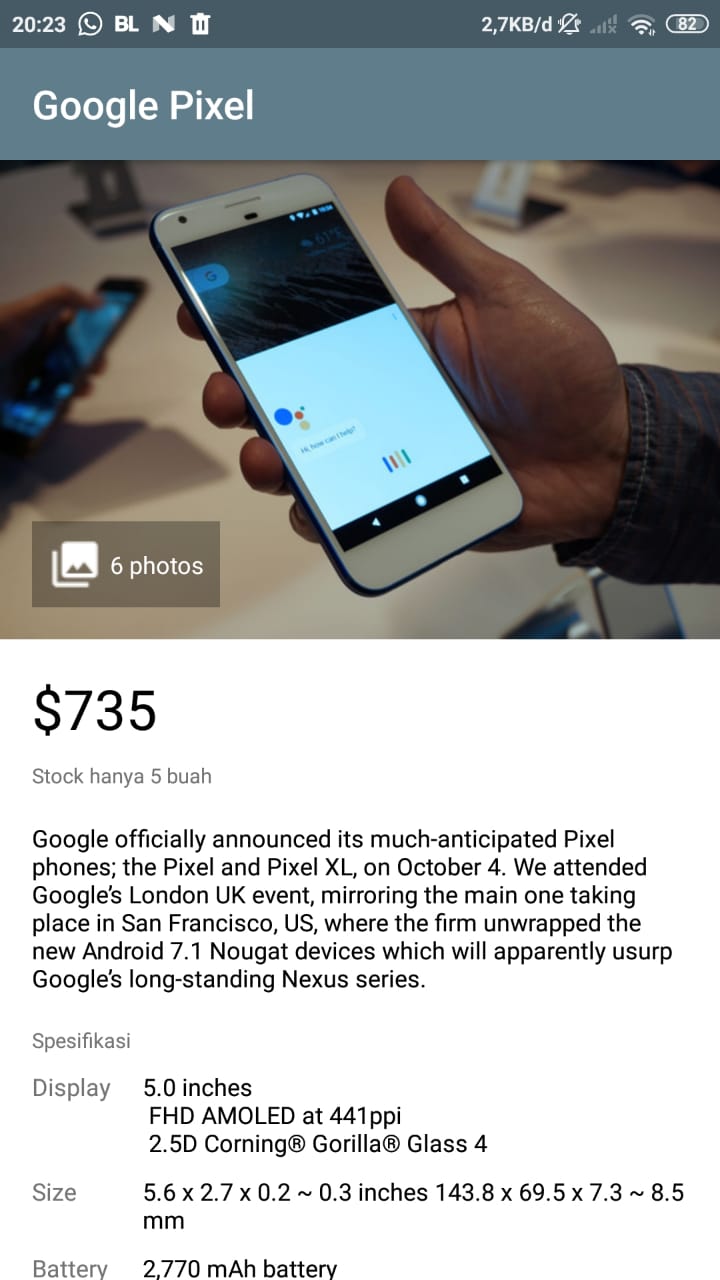 20:23 BL N 2,7KB/d 82
Google Pixel
61°F
G
Hi, how can I help?
6 photos
$735
Stock hanya 5 buah
Google officially announced its much-anticipated Pixel
phones; the Pixel and Pixel XL, on October 4. We attended
Google’s London UK event, mirroring the main one taking
place in San Francisco, US, where the firm unwrapped the
new Android 7.1 Nougat devices which will apparently usurp
Google’s long-standing Nexus series.
Spesifikasi
Display 5.0 inches
FHD AMOLED at 441ppi
2.5D Corning® Gorilla® Glass 4
Size 5.6 x 2.7 x 0.2 ~ 0.3 inches 143.8 x 69.5 x 7.3 ~ 8.5
mm
Battery 2,770 mAh battery